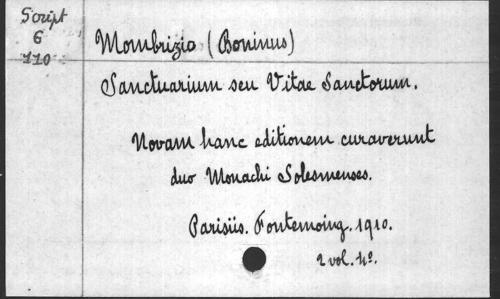 Script
6
110
Mombrizio (Boninus)
Sanctuarium seu Vitae Sanctorum.
Novam hanc editionem curaverunt
duo Monachi Solesmenses.
Parisiis. Fontemoing. 1910.
2 vol. 4º.